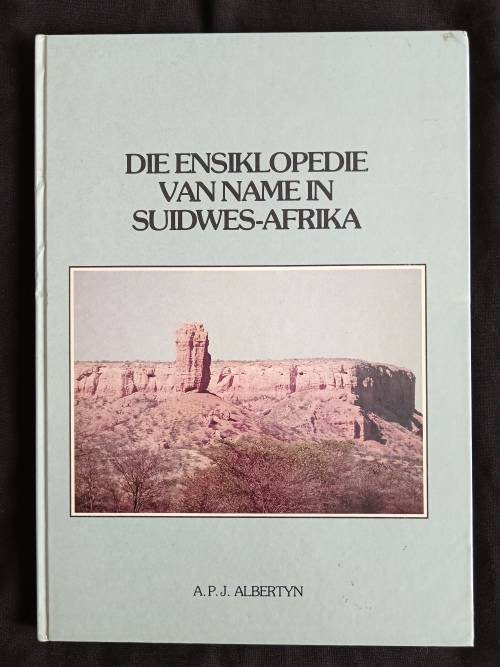 DIE ENSIKLOPEDIE
VAN NAME IN
SUIDWES-AFRIKA
A.P.J. ALBERTYN